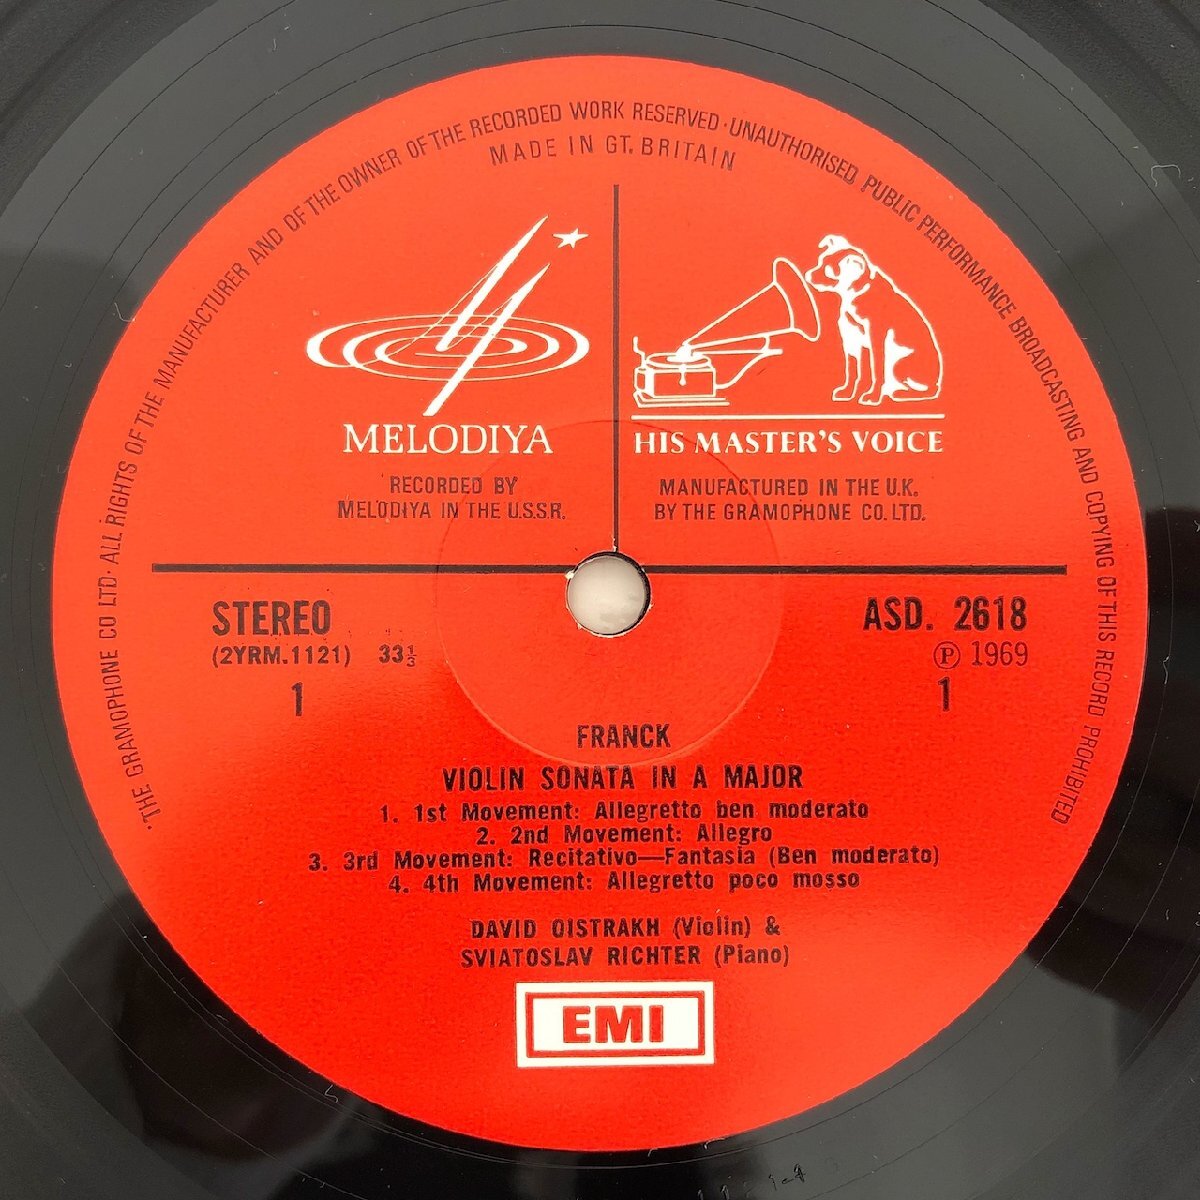 ·THE GRAMOPHONE CO LTD· ALL RIGHTS OF THE MANUFACTURER AND OF THE OWNER OF THE RECORDED WORK RESERVED·UNAUTHORISED PUBLIC PERFORMANCE BROADCASTING AND COPYING OF THIS RECORD PROHIBITED
MADE IN GT. BRITAIN
MELODIYA
RECORDED BY
MELODIYA IN THE U.S.S.R.
HIS MASTER'S VOICE
MANUFACTURED IN THE U.K.
BY THE GRAMOPHONE CO. LTD.
STEREO
(2YRM.1121) 33⅓
1
ASD. 2618
Ⓟ 1969
1
FRANCK
VIOLIN SONATA IN A MAJOR
1. 1st Movement: Allegretto ben moderato
2. 2nd Movement: Allegro
3. 3rd Movement: Recitativo—Fantasia (Ben moderato)
4. 4th Movement: Allegretto poco mosso
DAVID OISTRAKH (Violin) &
SVIATOSLAV RICHTER (Piano)
EMI